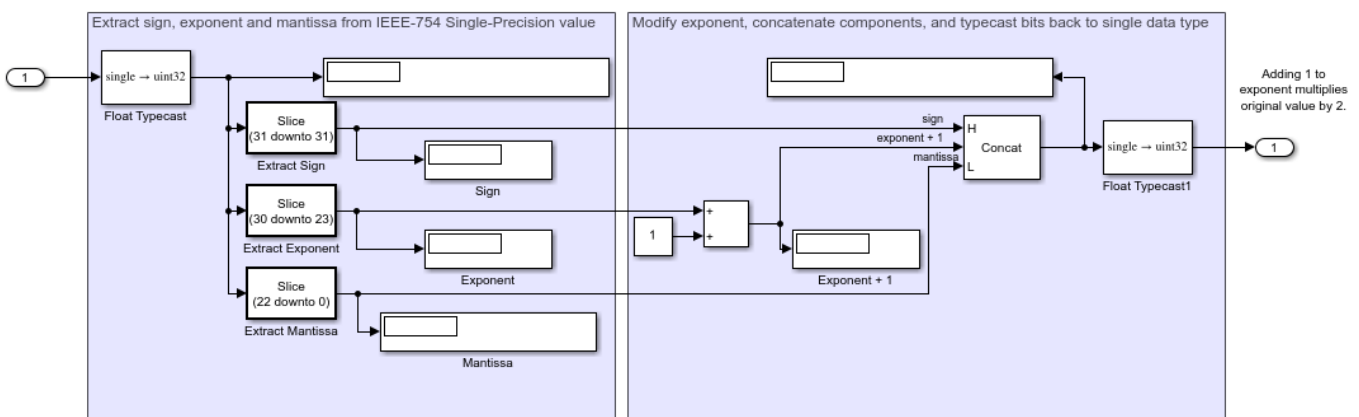 Extract sign, exponent and mantissa from IEEE-754 Single-Precision value
1
single → uint32
Float Typecast
Slice
(31 downto 31)
Extract Sign
Sign
Slice
(30 downto 23)
Extract Exponent
Exponent
Slice
(22 downto 0)
Extract Mantissa
Mantissa
Modify exponent, concatenate components, and typecast bits back to single data type
sign
exponent + 1
mantissa
H
L
Concat
1
+
+
Exponent + 1
single → uint32
Float Typecast1
Adding 1 to
exponent multiplies
original value by 2.
1